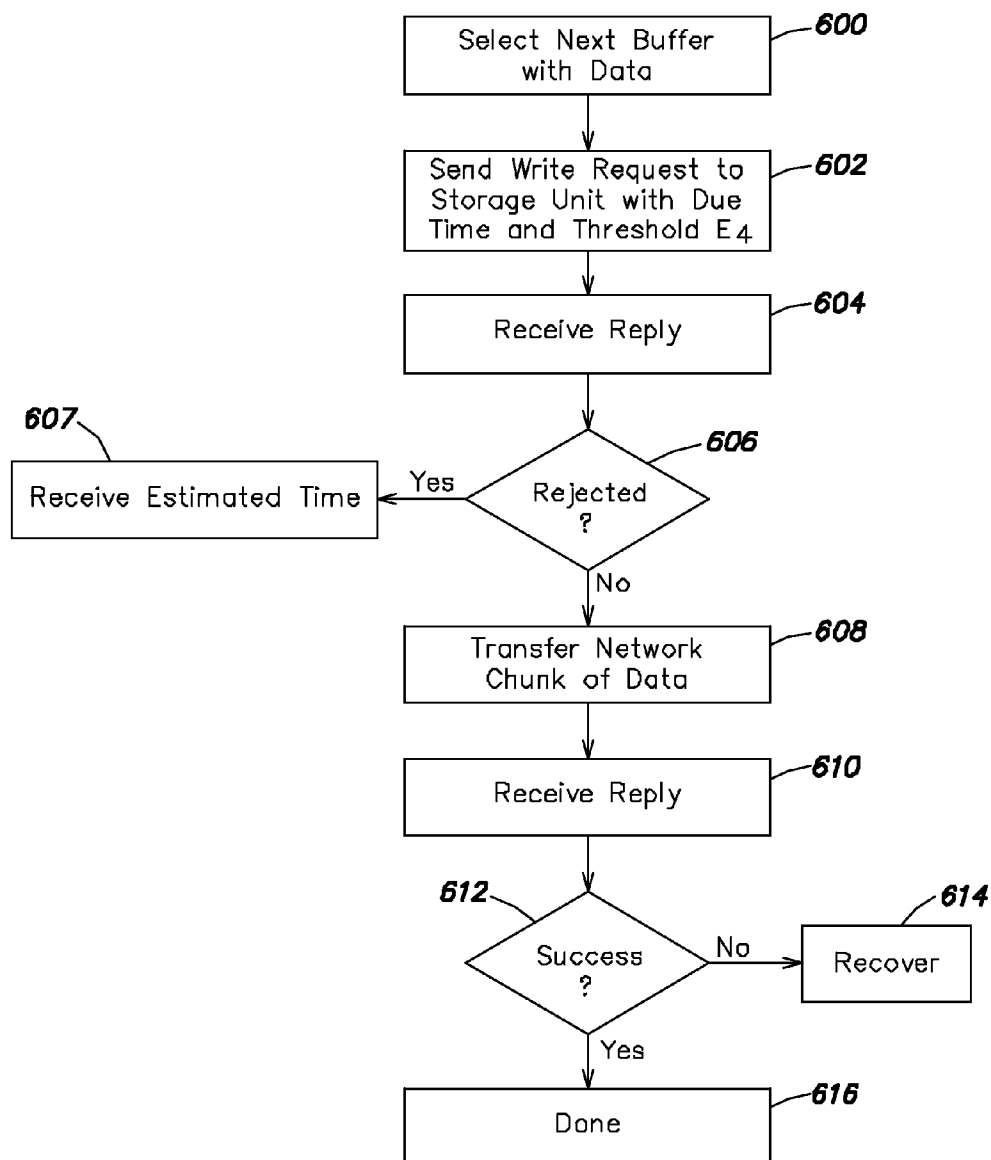 600
Select Next Buffer
with Data
602
Send Write Request to
Storage Unit with Due
Time and Threshold E4
604
Receive Reply
607
606
Receive Estimated Time
Yes
Rejected
?
No
608
Transfer Network
Chunk of Data
610
Receive Reply
612
614
Success
?
No
Recover
Yes
616
Done